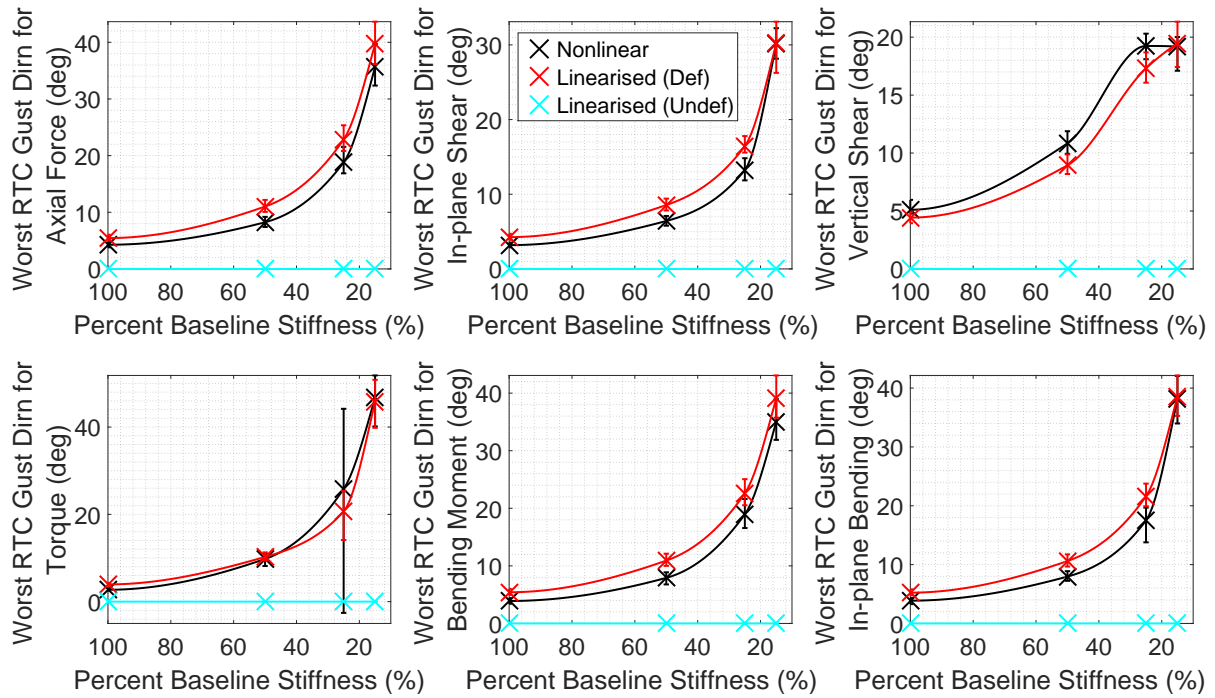 Worst RTC Gust Dirn for
Axial Force (deg)
40
30
20
10
0
100 80 60 40 20
Percent Baseline Stiffness (%)
Worst RTC Gust Dirn for
In-plane Shear (deg)
30
20
10
0
Nonlinear
Linearised (Def)
Linearised (Undef)
100 80 60 40 20
Percent Baseline Stiffness (%)
Worst RTC Gust Dirn for
Vertical Shear (deg)
20
15
10
5
0
100 80 60 40 20
Percent Baseline Stiffness (%)
Worst RTC Gust Dirn for
Torque (deg)
40
20
0
100 80 60 40 20
Percent Baseline Stiffness (%)
Worst RTC Gust Dirn for
Bending Moment (deg)
40
30
20
10
0
100 80 60 40 20
Percent Baseline Stiffness (%)
Worst RTC Gust Dirn for
In-plane Bending (deg)
40
30
20
10
0
100 80 60 40 20
Percent Baseline Stiffness (%)